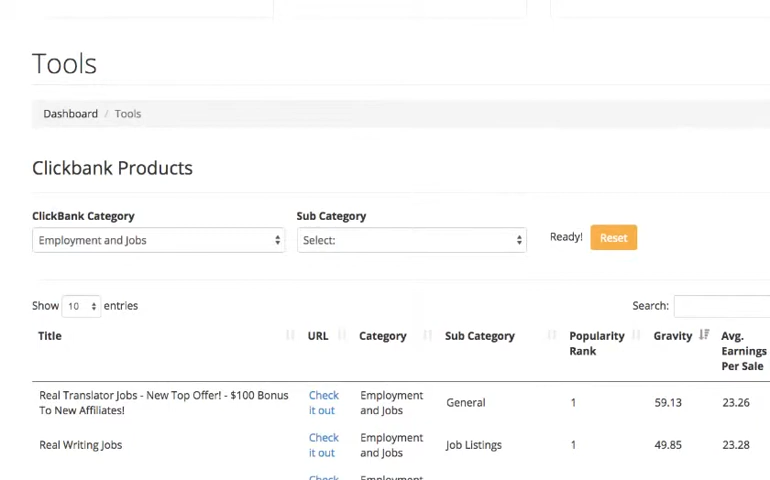 Tools
Dashboard / Tools
Clickbank Products
ClickBank Category
Sub Category
Employment and Jobs
Select:
Ready!
Reset
Show 10 entries
Search:
Title URL Category Sub Category Popularity Rank Gravity Avg. Earnings Per Sale
Real Translator Jobs - New Top Offer! - $100 Bonus To New Affiliates! Check it out Employment and Jobs General 1 59.13 23.26
Real Writing Jobs Check it out Employment and Jobs Job Listings 1 49.85 23.28
Check Employment